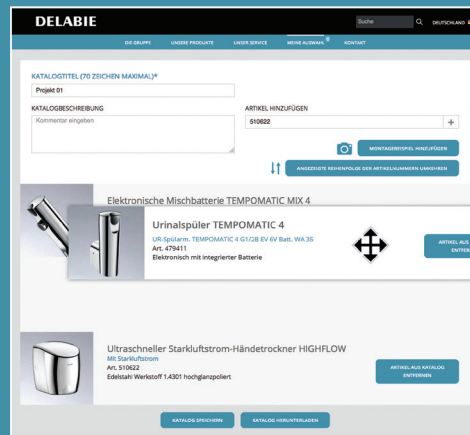 DELABIE
Suche
DEUTSCHLAND
DIE GRUPPE UNSERE PRODUKTE UNSER SERVICE MEINE AUSWAHL KONTAKT
KATALOGTITEL (70 ZEICHEN MAXIMAL)*
Projekt 01
KATALOGBESCHREIBUNG
Kommentar eingeben
ARTIKEL HINZUFÜGEN
510622
+
MONTAGEBEISPIEL HINZUFÜGEN
ANGEZEIGTE REIHENFOLGE DER ARTIKELNUMMERN UMKEHREN
Elektronische Mischbatterie TEMPOMATIC MIX 4
Urinalspüler TEMPOMATIC 4
UR-Spülarm. TEMPOMATIC 4 G1/2B EV 6V Batt. WA 35
Art. 479411
Elektronisch mit integrierter Batterie
ARTIKEL AUS
ENTFER
Ultraschneller Starkluftstrom-Händetrockner HIGHFLOW
Mit Starkluftstrom
Art. 510622
Edelstahl Werkstoff 1.4301 hochglanzpoliert
ARTIKEL AUS KATALOG
ENTFERNEN
KATALOG SPEICHERN
KATALOG HERUNTERLADEN